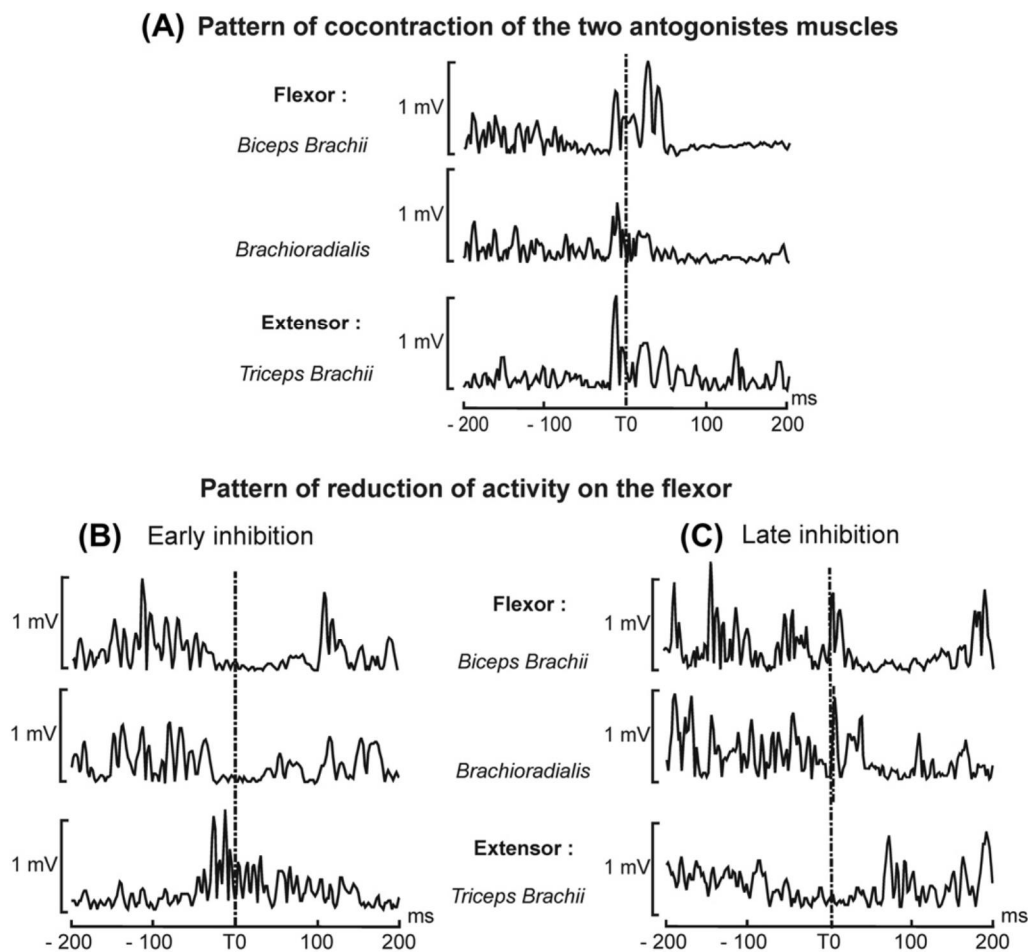 (A) Pattern of cocontraction of the two antogonistes muscles
Flexor :
1 mV
Biceps Brachii
1 mV
Brachioradialis
Extensor :
1 mV
Triceps Brachii
ms
- 200 - 100 T0 100 200
Pattern of reduction of activity on the flexor
(B) Early inhibition
(C) Late inhibition
1 mV
Flexor :
1 mV
Biceps Brachii
1 mV
Brachioradialis
1 mV
1 mV
Extensor :
1 mV
Triceps Brachii
ms
- 200 - 100 T0 100 200
ms
- 200 - 100 T0 100 200